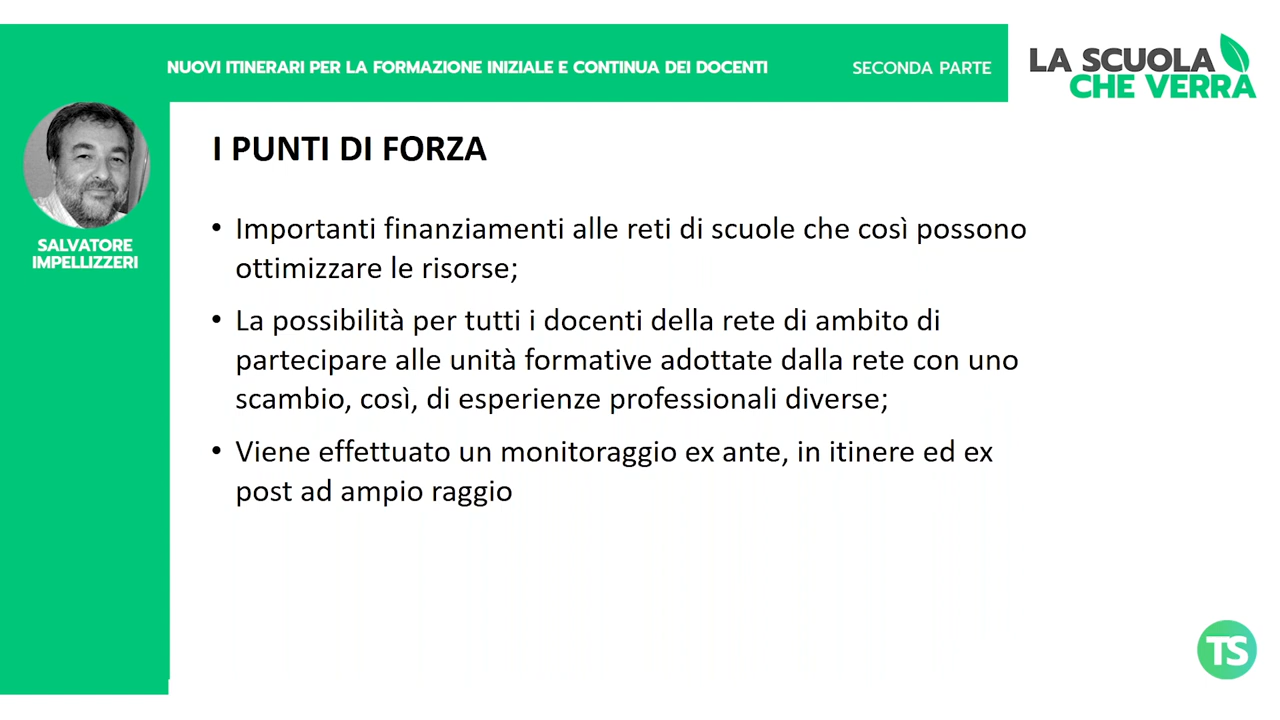 NUOVI ITINERARI PER LA FORMAZIONE INIZIALE E CONTINUA DEI DOCENTI
SECONDA PARTE
LA SCUOLA
CHE VERRÀ
SALVATORE
IMPELLIZZERI
I PUNTI DI FORZA
• Importanti finanziamenti alle reti di scuole che così possono
ottimizzare le risorse;
• La possibilità per tutti i docenti della rete di ambito di
partecipare alle unità formative adottate dalla rete con uno
scambio, così, di esperienze professionali diverse;
• Viene effettuato un monitoraggio ex ante, in itinere ed ex
post ad ampio raggio
TS